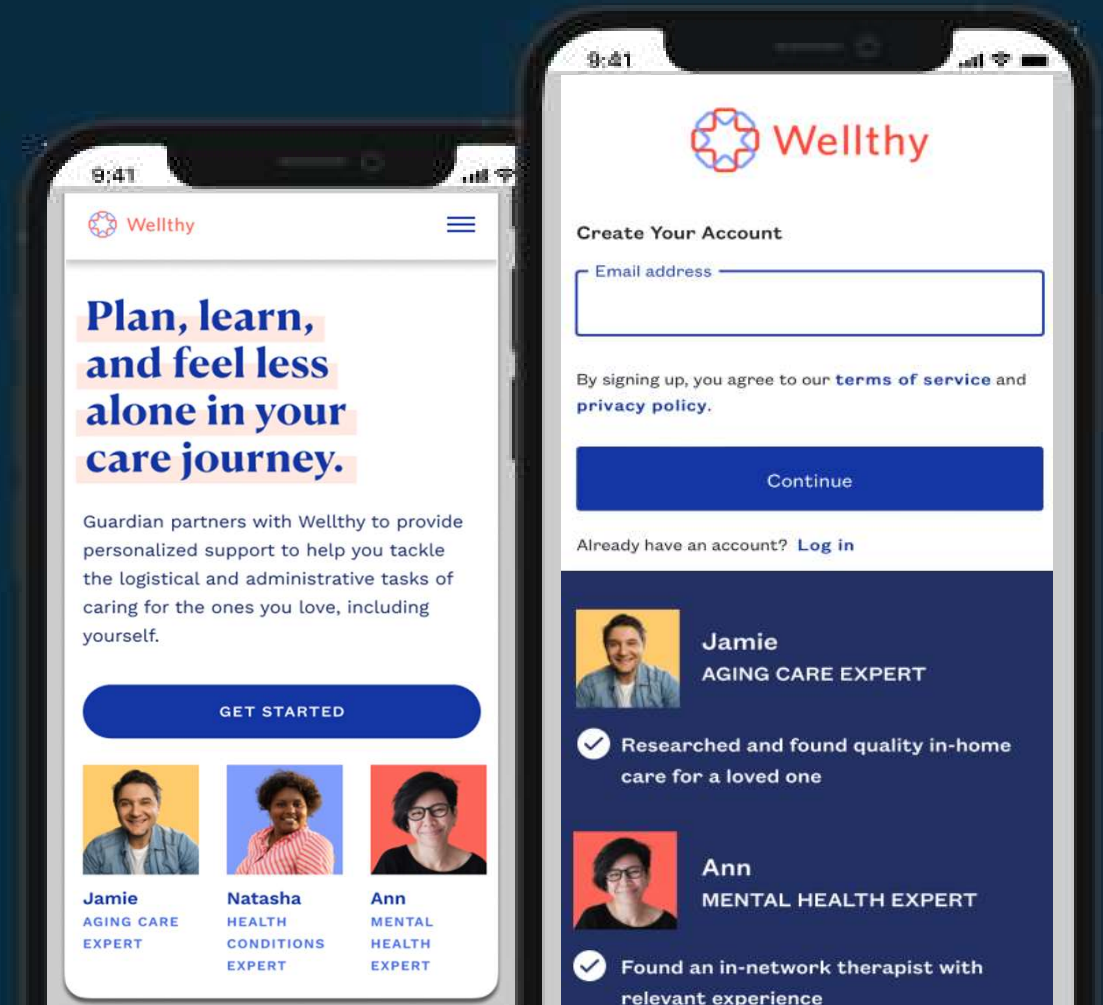 9:41
Wellthy
Plan, learn,
and feel less
alone in your
care journey.
Guardian partners with Wellthy to provide
personalized support to help you tackle
the logistical and administrative tasks of
caring for the ones you love, including
yourself.
GET STARTED
Jamie
AGING CARE
EXPERT
Natasha
HEALTH
CONDITIONS
EXPERT
Ann
MENTAL
HEALTH
EXPERT
9:41
Wellthy
Create Your Account
Email address
By signing up, you agree to our terms of service and
privacy policy.
Continue
Already have an account? Log in
Jamie
AGING CARE EXPERT
Researched and found quality in-home
care for a loved one
Ann
MENTAL HEALTH EXPERT
Found an in-network therapist with
relevant experience